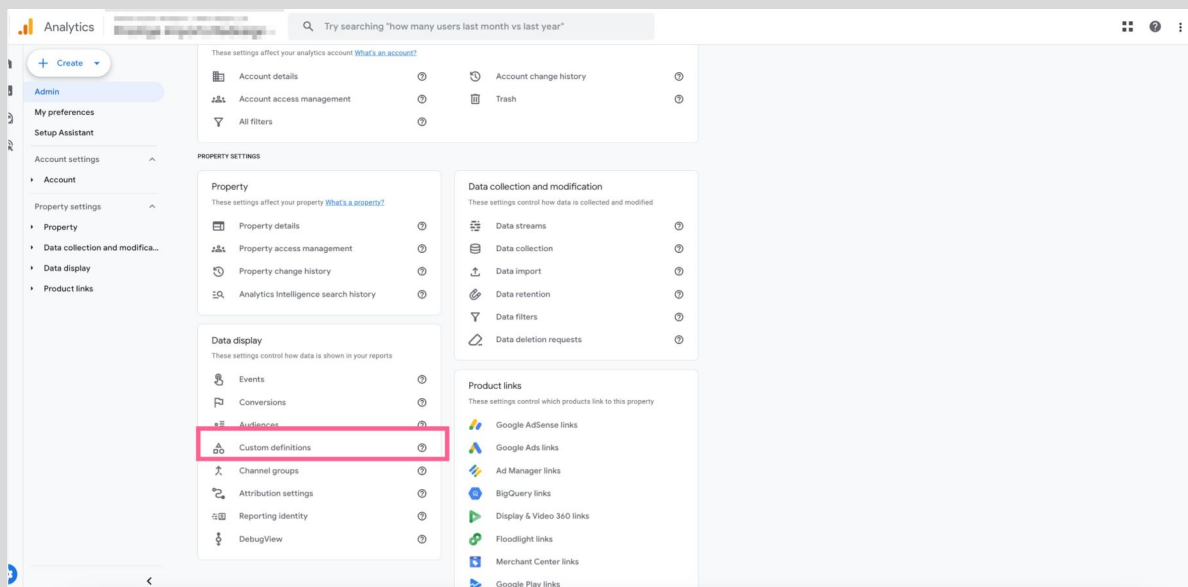 Analytics
Try searching "how many users last month vs last year"
Create
Admin
My preferences
Setup Assistant
Account settings
Account
Property settings
Property
Data collection and modifica...
Data display
Product links
These settings affect your analytics account What's an account?
Account details
Account access management
All filters
Account change history
Trash
PROPERTY SETTINGS
Property
These settings affect your property What's a property?
Property details
Property access management
Property change history
Analytics Intelligence search history
Data display
These settings control how data is shown in your reports
Events
Conversions
Audiences
Custom definitions
Channel groups
Attribution settings
Reporting identity
DebugView
Data collection and modification
These settings control how data is collected and modified
Data streams
Data collection
Data import
Data retention
Data filters
Data deletion requests
Product links
These settings control which products link to this property
Google AdSense links
Google Ads links
Ad Manager links
BigQuery links
Display & Video 360 links
Floodlight links
Merchant Center links
Google Play links